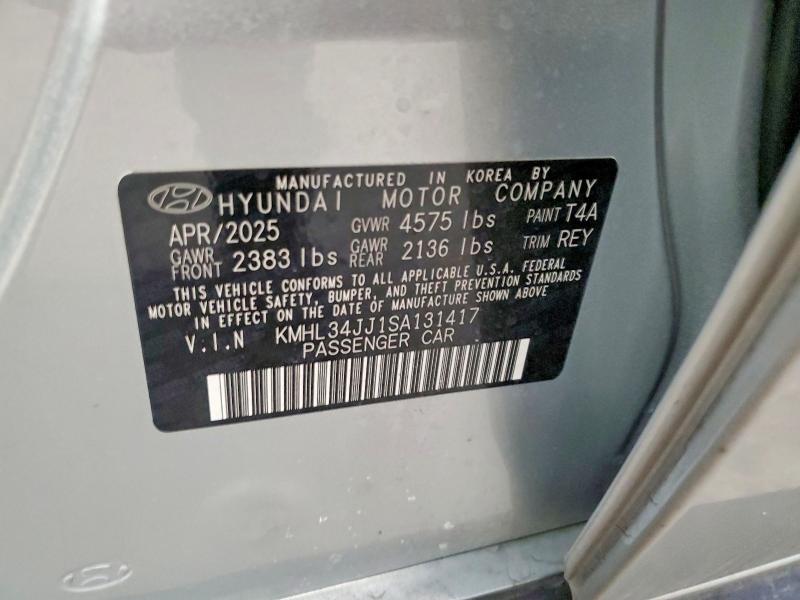 MANUFACTURED IN KOREA BY
HYUNDAI MOTOR COMPANY
APR/2025 GVWR 4575 lbs PAINT T4A
GAWR FRONT 2383 lbs GAWR REAR 2136 lbs TRIM REY
THIS VEHICLE CONFORMS TO ALL APPLICABLE U.S.A. FEDERAL
MOTOR VEHICLE SAFETY, BUMPER, AND THEFT PREVENTION STANDARDS
IN EFFECT ON THE DATE OF MANUFACTURE SHOWN ABOVE
V.I.N KMHL34JJ1SA131417
PASSENGER CAR